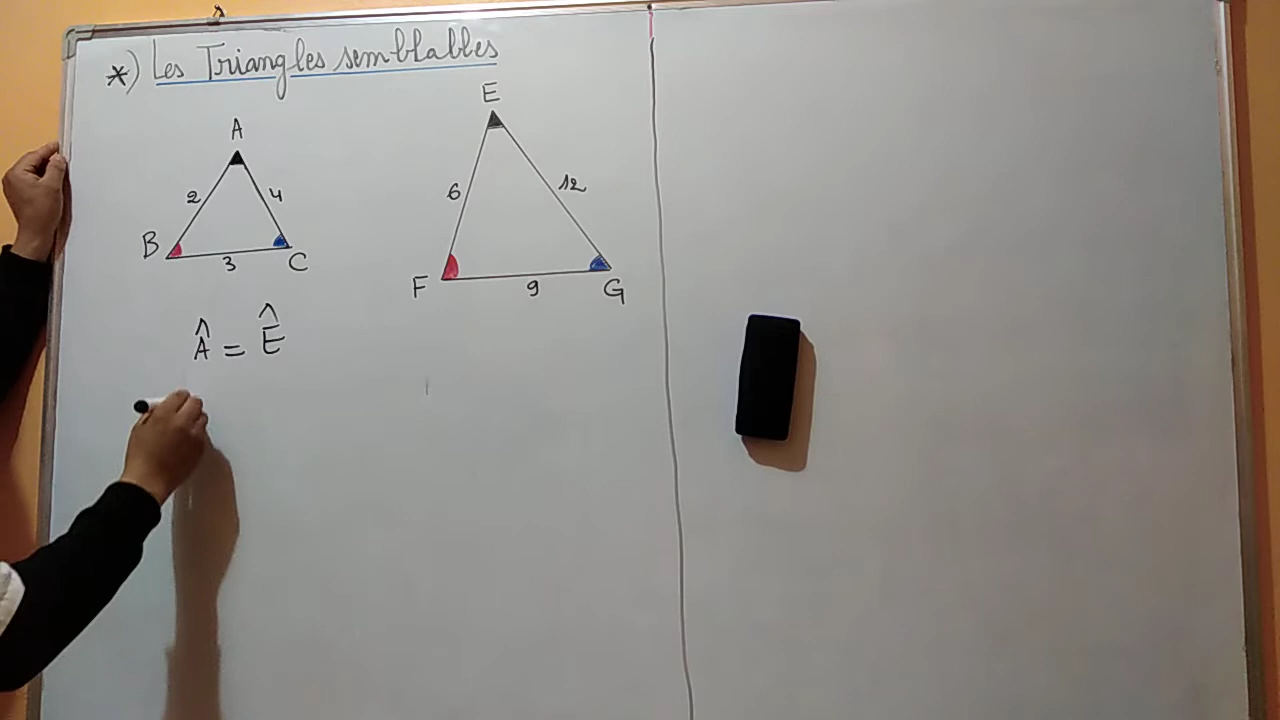 *) Les Triangles semblables
A
2
4
B
3
C
E
6
12
F
9
G
Â = Ê